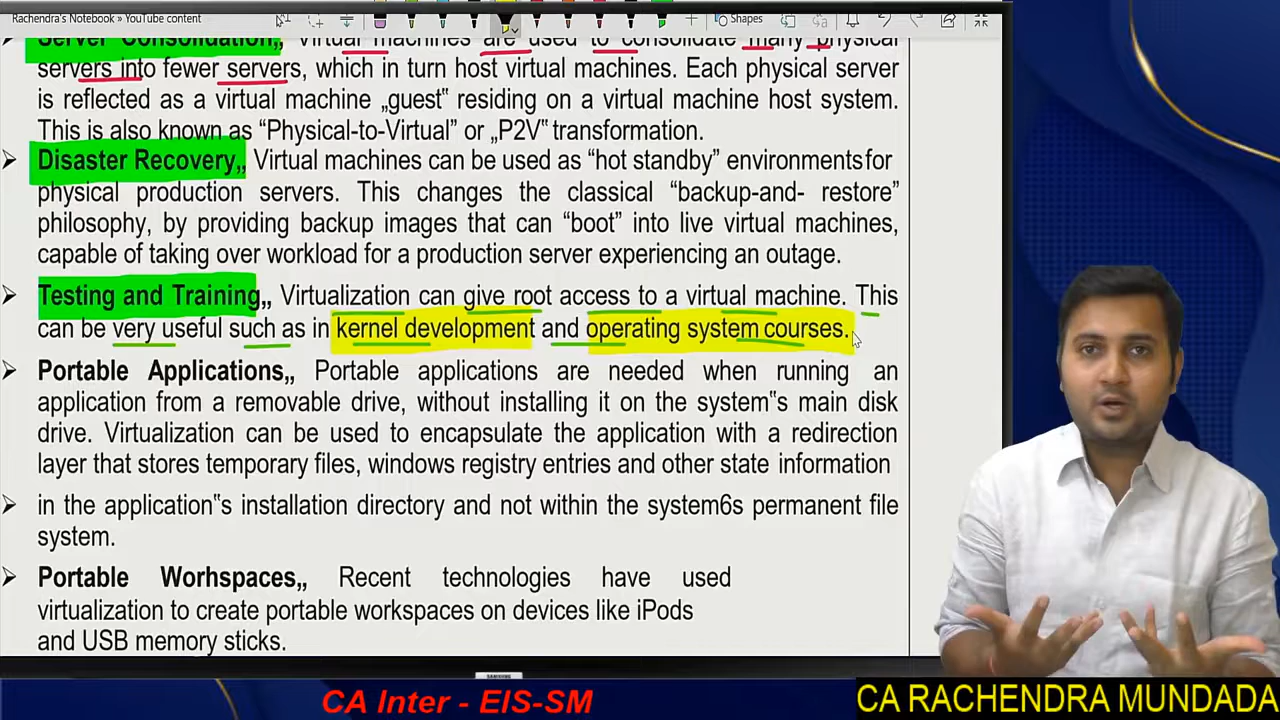 Rachendra's Notebook » YouTube content
Shapes
Server Consolidation„ Virtual machines are used to consolidate many physical
servers into fewer servers, which in turn host virtual machines. Each physical server
is reflected as a virtual machine „guest‟ residing on a virtual machine host system.
This is also known as “Physical-to-Virtual” or „P2V‟ transformation.
➢ Disaster Recovery„ Virtual machines can be used as “hot standby” environments for
physical production servers. This changes the classical “backup-and- restore”
philosophy, by providing backup images that can “boot” into live virtual machines,
capable of taking over workload for a production server experiencing an outage.
➢ Testing and Training„ Virtualization can give root access to a virtual machine. This
can be very useful such as in kernel development and operating system courses.
➢ Portable Applications„ Portable applications are needed when running an
application from a removable drive, without installing it on the system‟s main disk
drive. Virtualization can be used to encapsulate the application with a redirection
layer that stores temporary files, windows registry entries and other state information
➢ in the application‟s installation directory and not within the system6s permanent file
system.
➢ Portable Worhspaces„ Recent technologies have used
virtualization to create portable workspaces on devices like iPods
and USB memory sticks.
SAMSUNG
CA Inter - EIS-SM
CA RACHENDRA MUNDADA